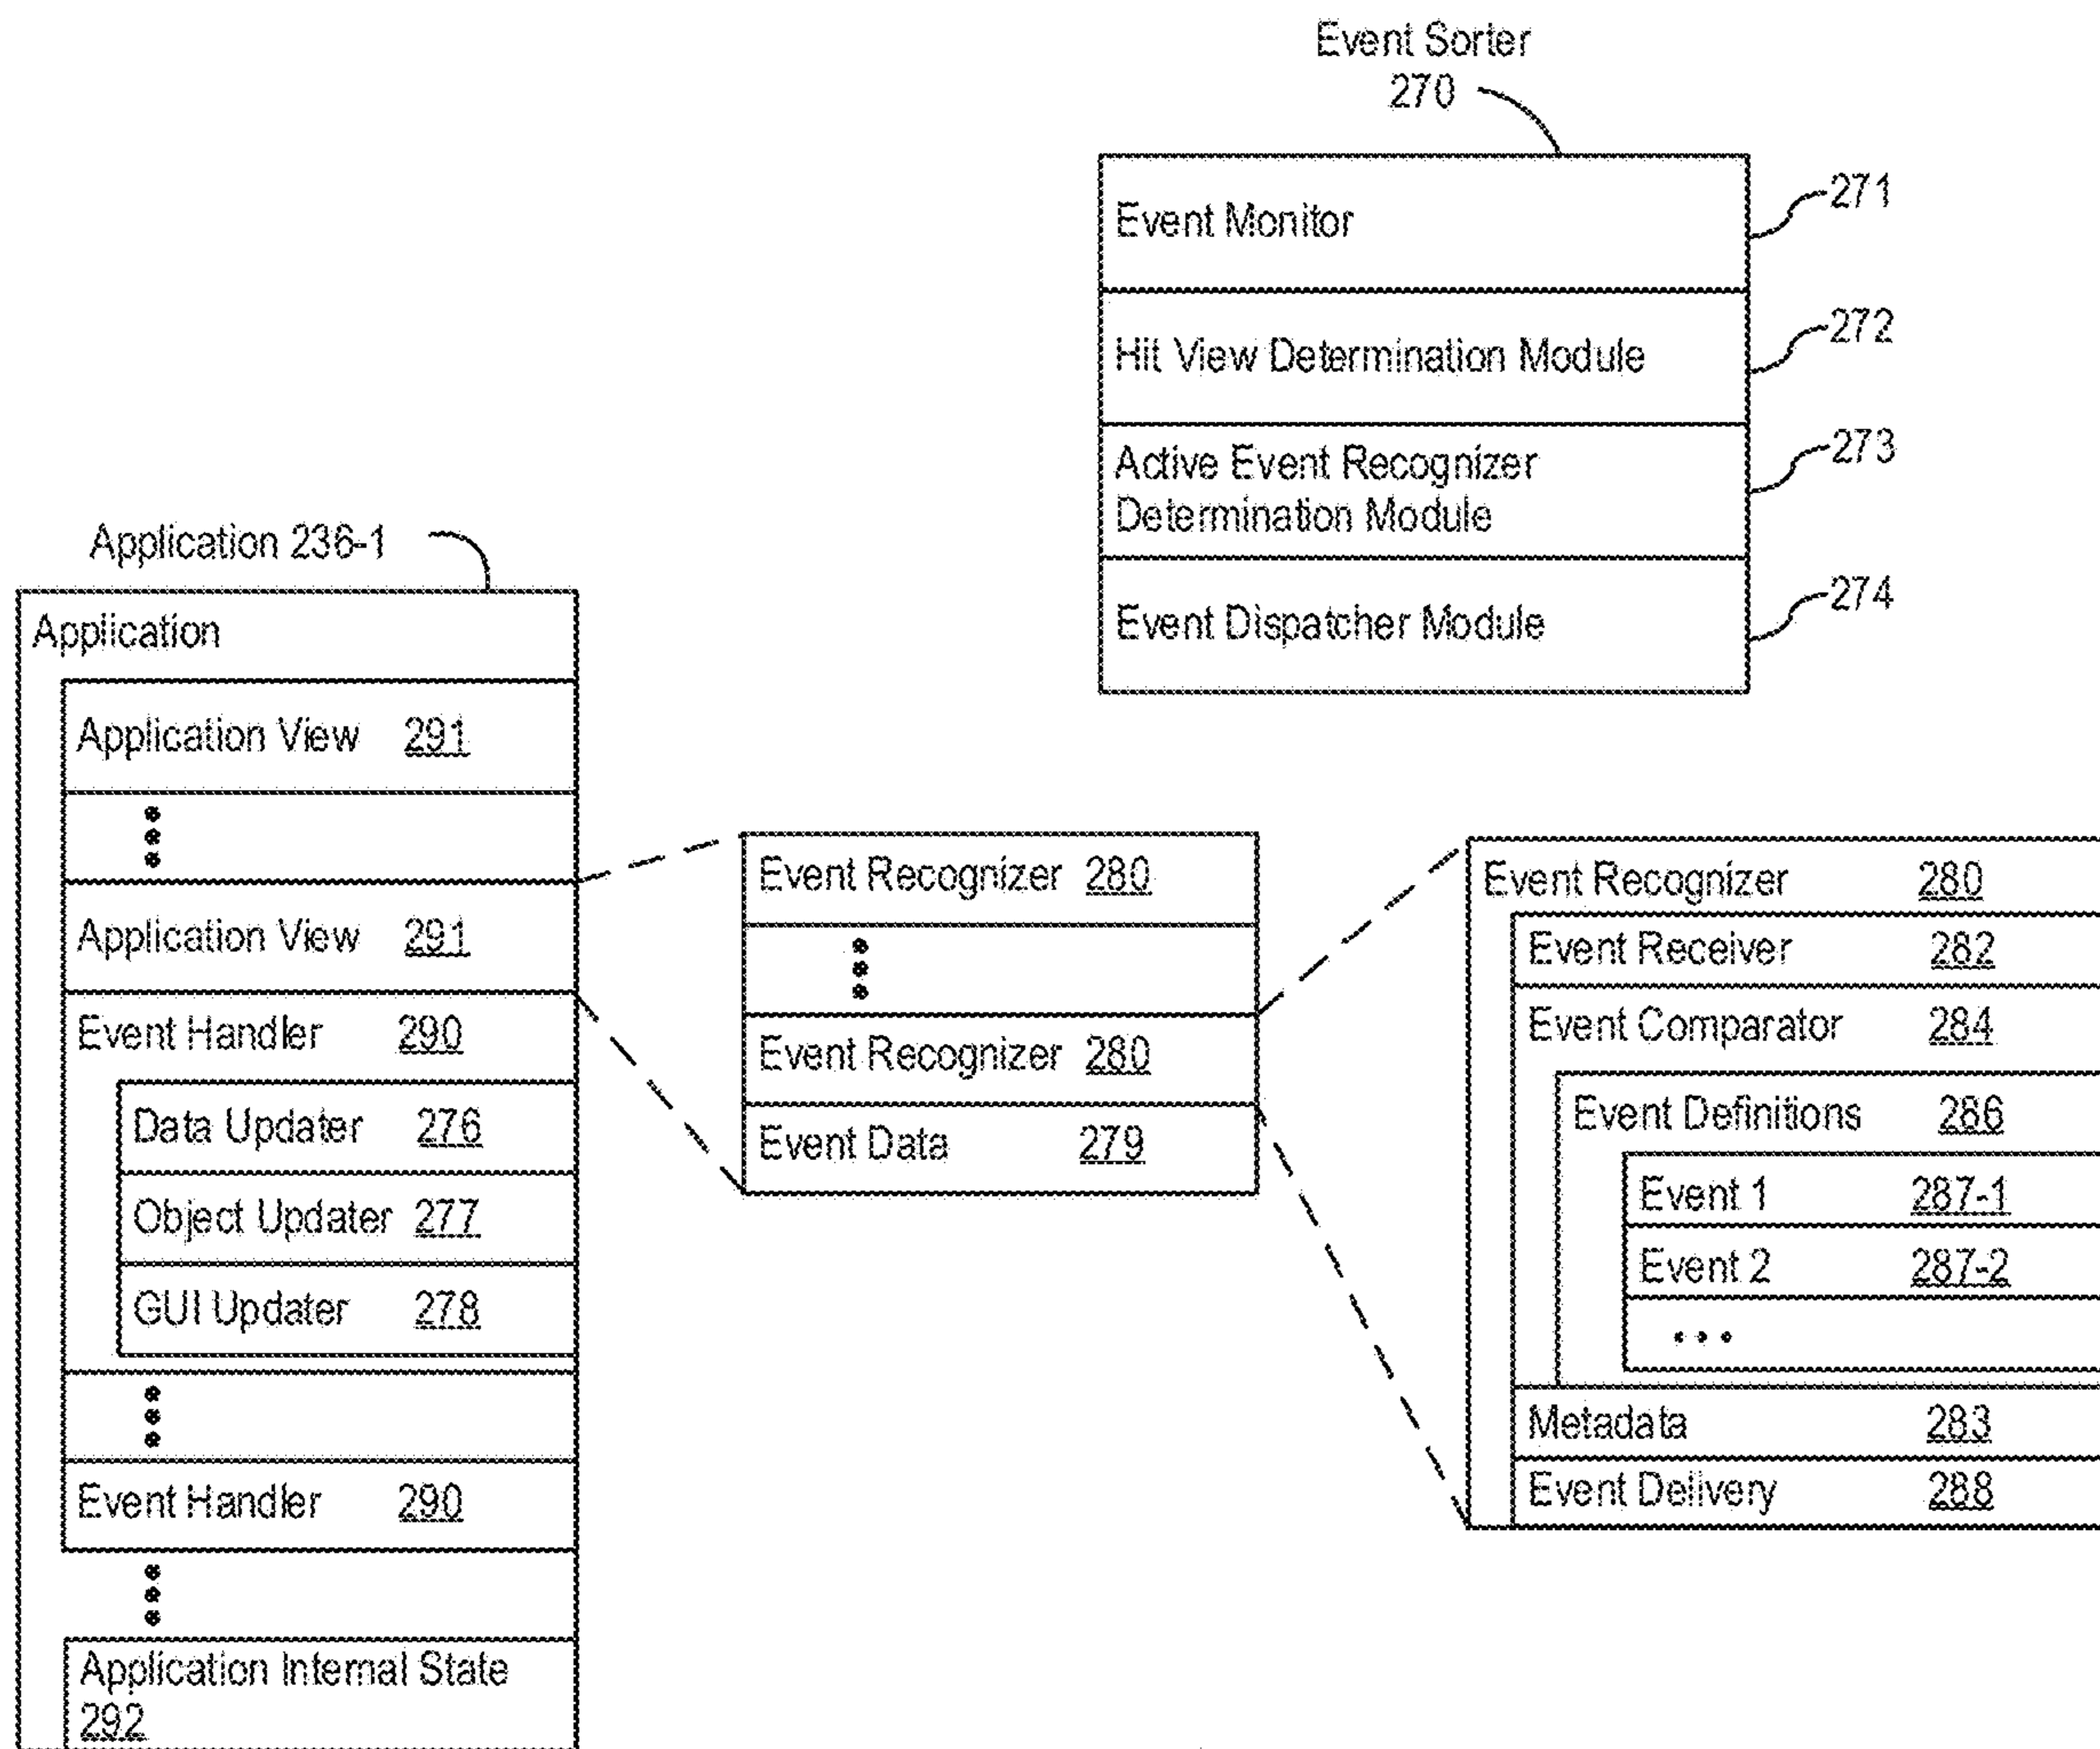 Event Sorter
270
Event Monitor
271
Hit View Determination Module
272
Active Event Recognizer
Determination Module
273
Event Dispatcher Module
274
Application 236-1
Application
Application View 291
Application View 291
Event Handler 290
Data Updater 276
Object Updater 277
GUI Updater 278
Event Handler 290
Application Internal State
292
Event Recognizer 280
Event Recognizer 280
Event Data 279
Event Recognizer 280
Event Receiver 282
Event Comparator 284
Event Definitions 286
Event 1 287-1
Event 2 287-2
...
Metadata 283
Event Delivery 288